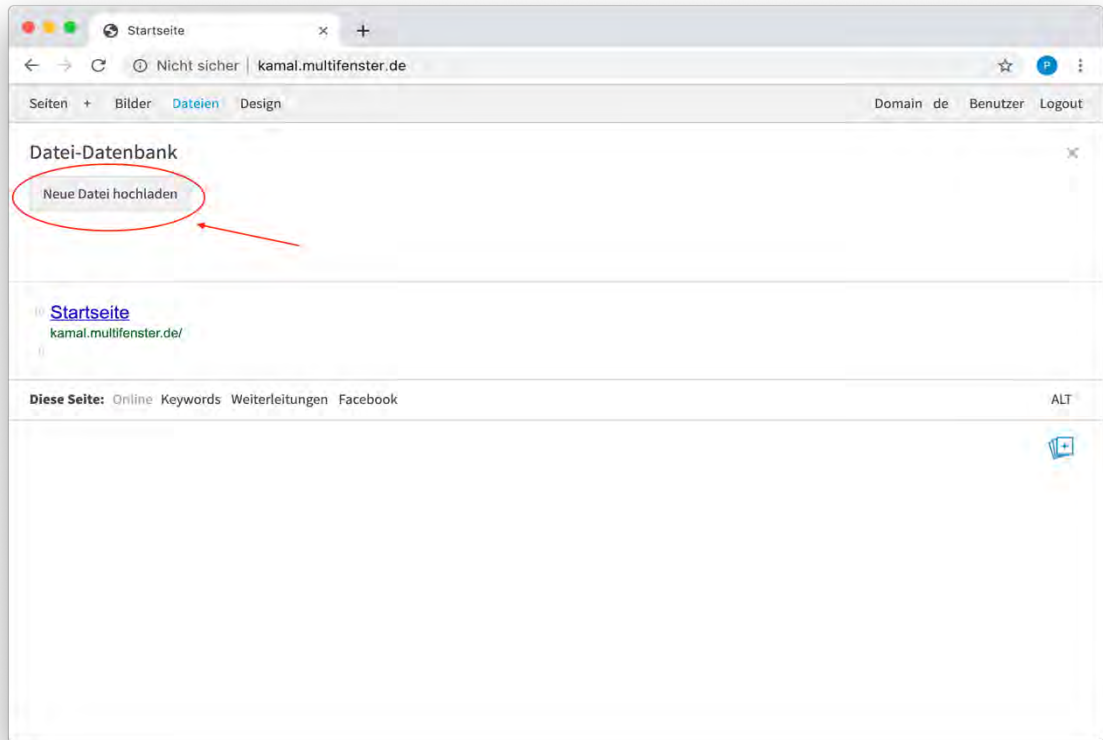 Startseite
Nicht sicher | kamal.multifenster.de
P
Seiten + Bilder Dateien Design Domain de Benutzer Logout
Datei-Datenbank
Neue Datei hochladen
Startseite
kamal.multifenster.de/
Diese Seite: Online Keywords Weiterleitungen Facebook ALT